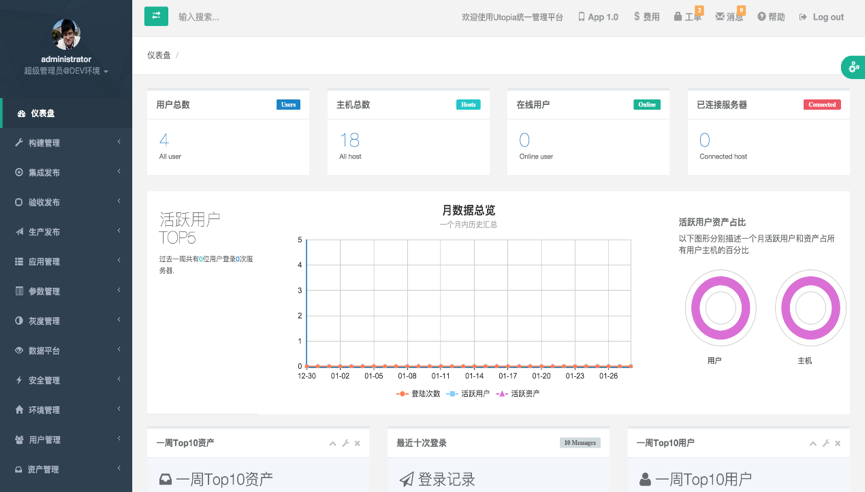 administrator
超级管理员@DEV环境
仪表盘
构建管理
集成发布
验收发布
生产发布
应用管理
参数管理
灰度管理
数据平台
安全管理
环境管理
用户管理
资产管理
输入搜索...
欢迎使用Utopia统一管理平台
App 1.0
费用
工单
3
消息
9
帮助
Log out
仪表盘 /
用户总数
Users
4
All user
主机总数
Hosts
18
All host
在线用户
Online
0
Online user
已连接服务器
Connected
0
Connected host
活跃用户
TOP5
过去一周共有0位用户登录0次服
务器.
月数据总览
一个月内历史汇总
5
4
3
2
1
0
12-30 01-02 01-05 01-08 01-11 01-14 01-17 01-20 01-23 01-26
登陆次数 活跃用户 活跃资产
活跃用户资产占比
以下图形分别描述一个月活跃用户和资产占所
有用户主机的百分比
用户
主机
一周Top10资产
一周Top10资产
最近十次登录
10 Messages
登录记录
一周Top10用户
一周Top10用户